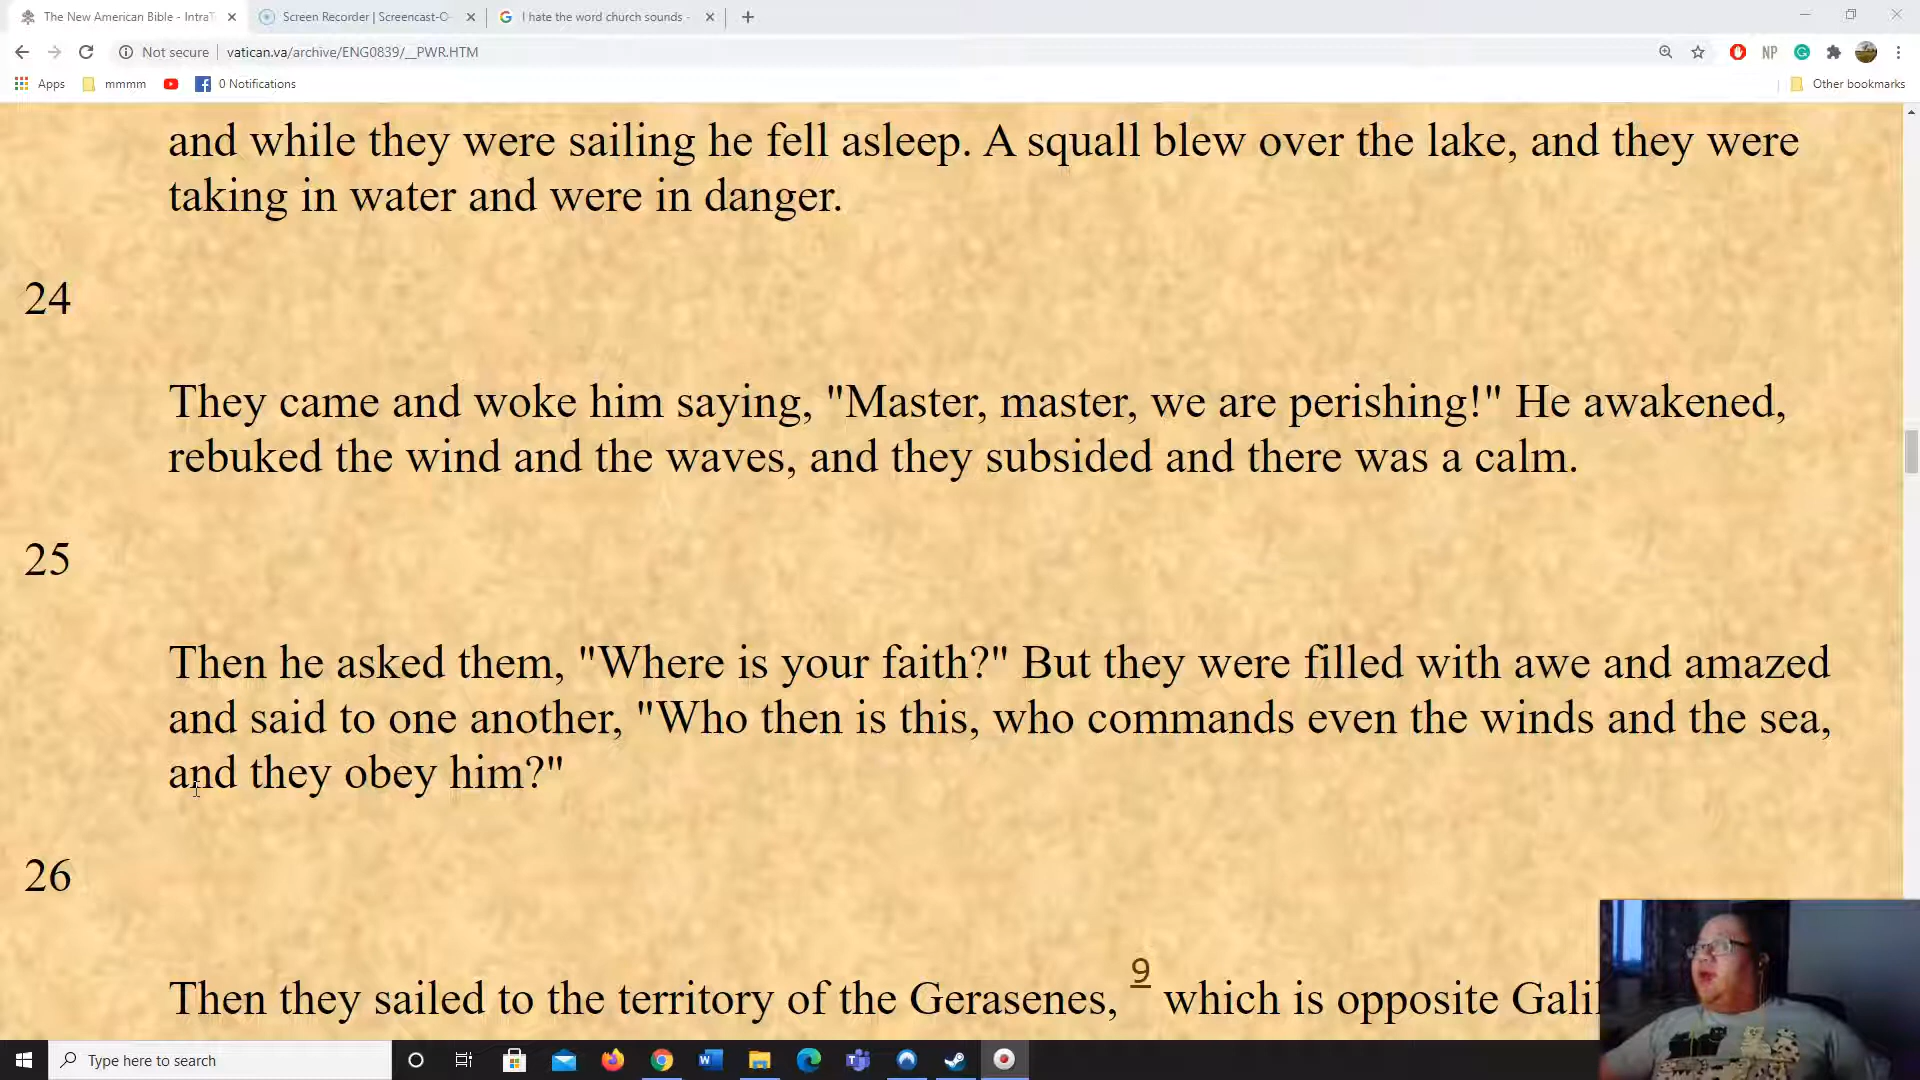 The New American Bible - IntraT
Screen Recorder | Screencast-O
I hate the word church sounds -
Not secure
vatican.va/archive/ENG0839/__PWR.HTM
NP
Apps
mmmm
0 Notifications
Other bookmarks
and while they were sailing he fell asleep. A squall blew over the lake, and they were
taking in water and were in danger.
24
They came and woke him saying, "Master, master, we are perishing!" He awakened,
rebuked the wind and the waves, and they subsided and there was a calm.
25
Then he asked them, "Where is your faith?" But they were filled with awe and amazed
and said to one another, "Who then is this, who commands even the winds and the sea,
and they obey him?"
26
Then they sailed to the territory of the Gerasenes, 9 which is opposite Galil
Type here to search